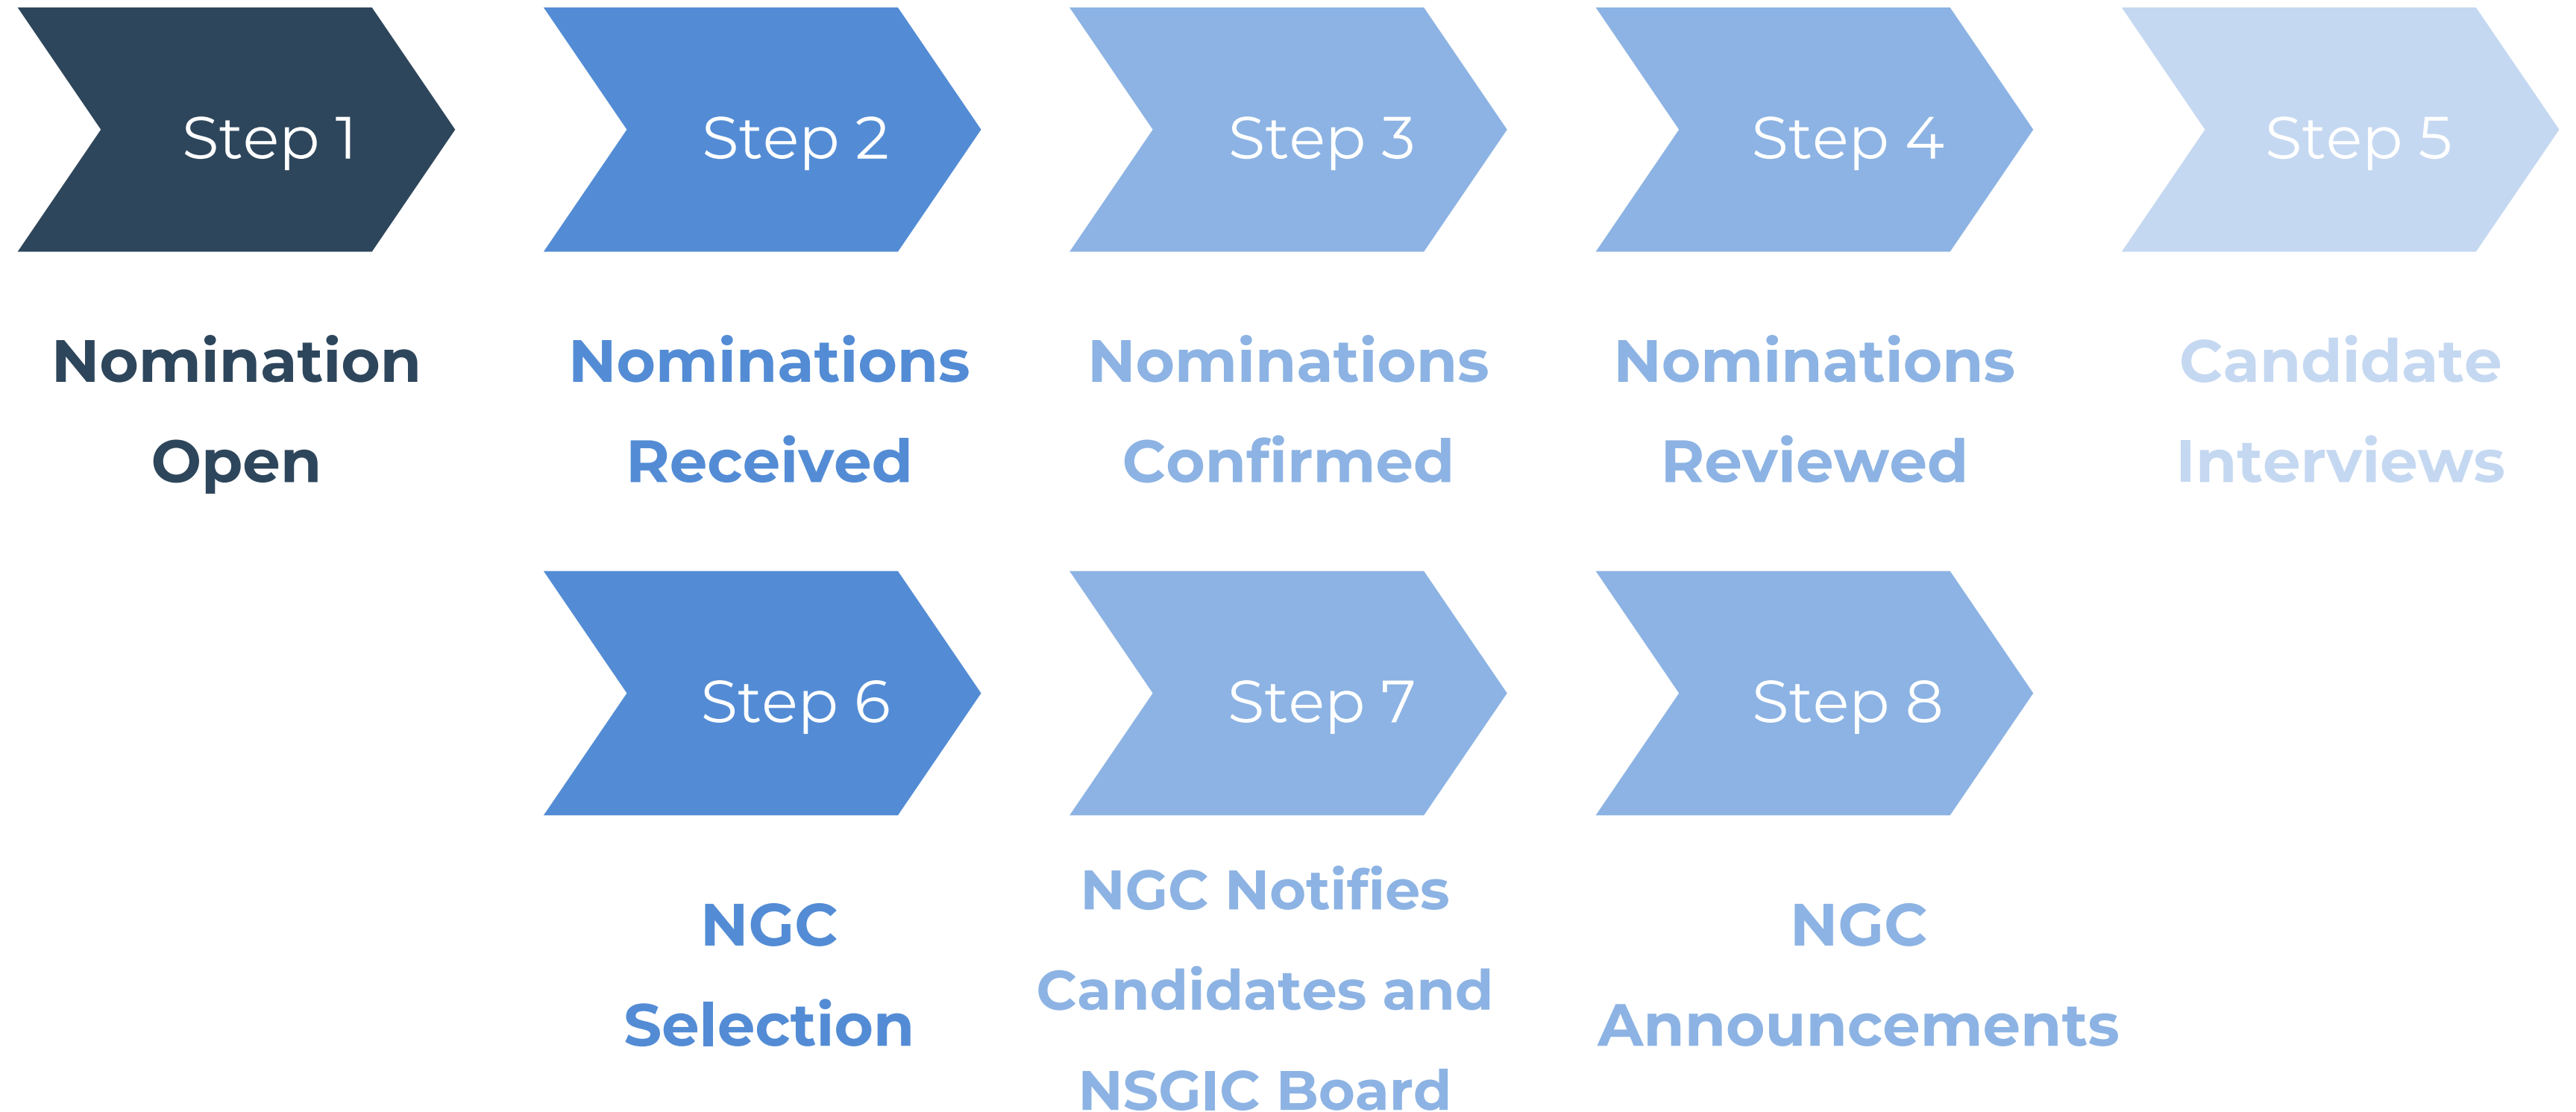 Step 1
Nomination
Open
Step 2
Nominations
Received
Step 3
Nominations
Confirmed
Step 4
Nominations
Reviewed
Step 5
Candidate
Interviews
Step 6
NGC
Selection
Step 7
NGC Notifies
Candidates and
NSGIC Board
Step 8
NGC
Announcements